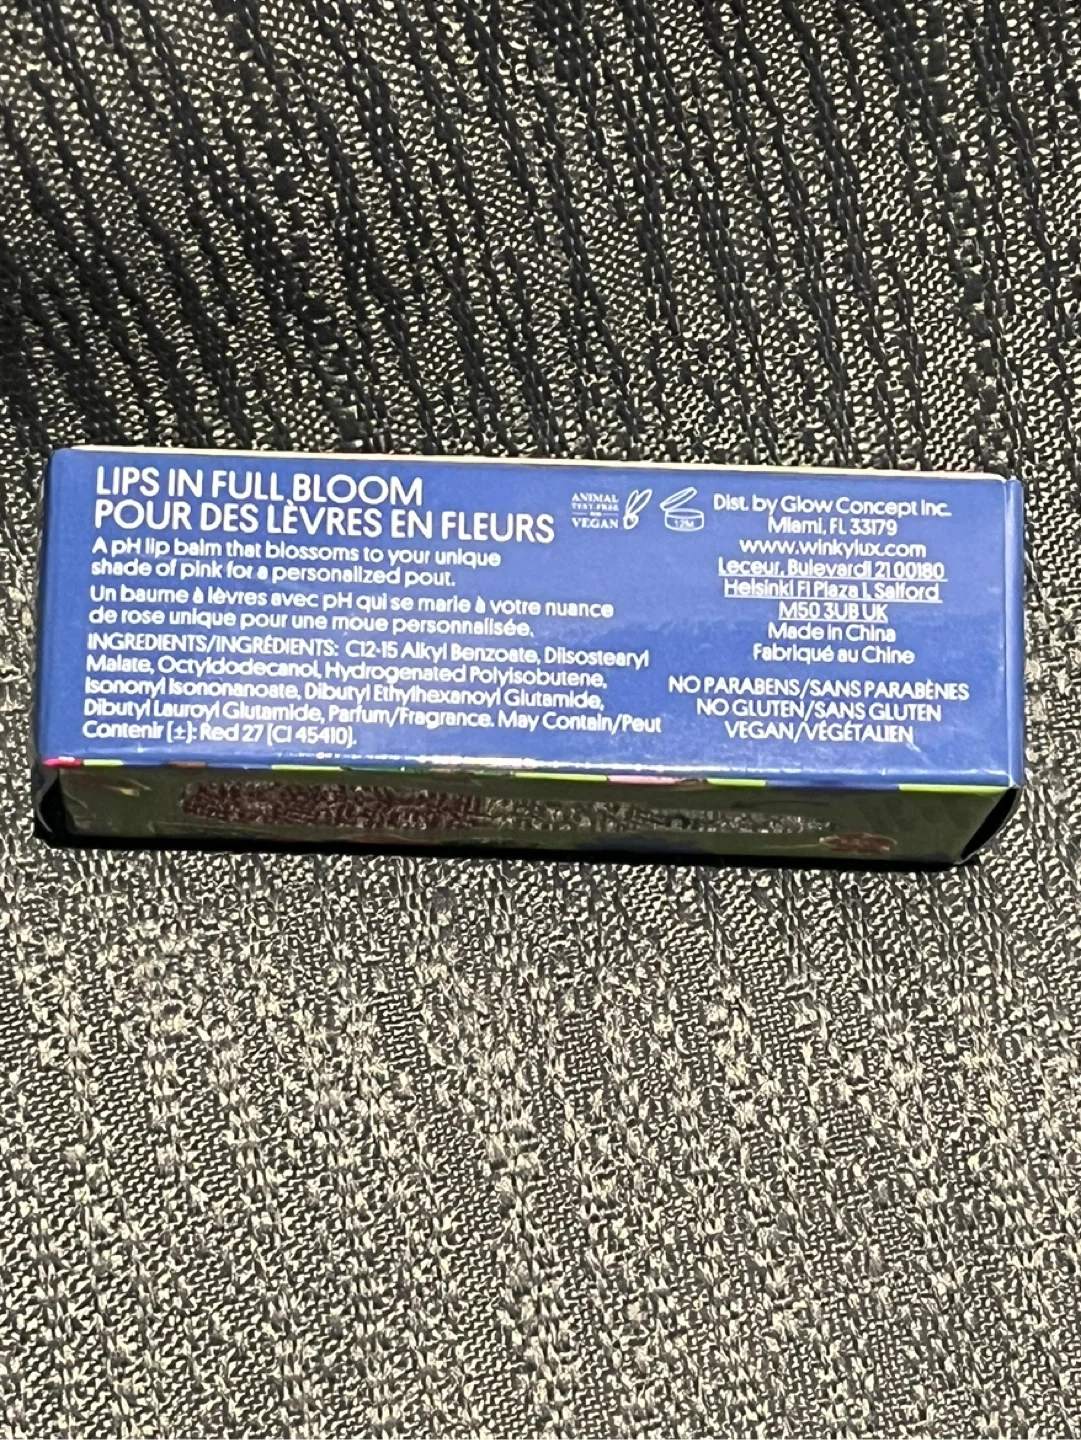 LIPS IN FULL BLOOM
POUR DES LÈVRES EN FLEURS
A pH lip balm that blossoms to your unique
shade of pink for a personalized pout.
Un baume à lèvres avec pH qui se marie à votre nuance
de rose unique pour une moue personnalisée.
INGREDIENTS/INGRÉDIENTS: C12-15 Alkyl Benzoate, Diisostearyl
Malate, Octyldodecanol, Hydrogenated Polyisobutene,
Isononyl Isononanoate, Dibutyl Ethylhexanoyl Glutamide,
Dibutyl Lauroyl Glutamide, Parfum/Fragrance. May Contain/Peut
Contenir [±]: Red 27 [CI 45410].
ANIMAL
TEST-FREE
AND
VEGAN
12M
Dist. by Glow Concept Inc.
Miami, FL 33179
www.winkylux.com
Leceur, Bulevardi 21 00180
Helsinki FI Plaza 1, Salford
M50 3UB UK
Made in China
Fabriqué au Chine
NO PARABENS/SANS PARABÈNES
NO GLUTEN/SANS GLUTEN
VEGAN/VÉGÉTALIEN